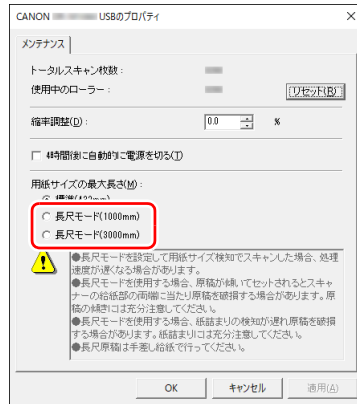 CANON USBのプロパティ
メンテナンス
トータルスキャン枚数:
使用中のローラー:
リセット(R)
縮率調整(D):
0.0
%
4時間後に自動的に電源を切る(T)
用紙サイズの最大長さ(M):
標準(432mm)
長尺モード(1000mm)
長尺モード(3000mm)
●長尺モードを設定して用紙サイズ検知でスキャンした場合、処理
速度が遅くなる場合があります。
●長尺モードを使用する場合、原稿が傾いてセットされるとスキャ
ナーの給紙部の両端に当たり原稿を破損する場合があります。原
稿の傾きには充分注意してください。
●長尺モードを使用する場合、紙詰まりの検知が遅れ原稿を破損
する場合があります。紙詰まりには充分注意してください。
●長尺原稿は手差し給紙で行ってください。
OK
キャンセル
適用(A)